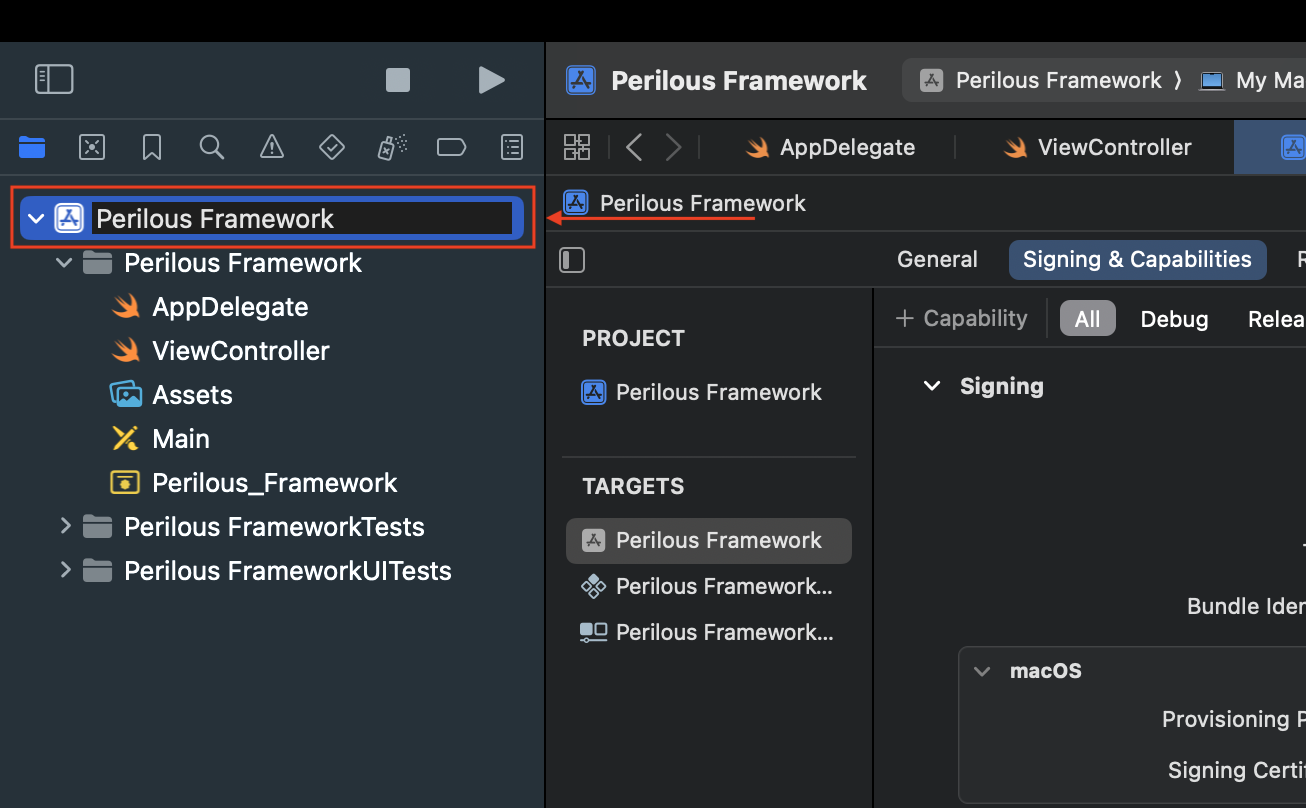 Perilous Framework
Perilous Framework 〉 My Ma
AppDelegate
ViewController
Perilous Framework
Perilous Framework
Perilous Framework
AppDelegate
ViewController
Assets
Main
Perilous_Framework
Perilous FrameworkTests
Perilous FrameworkUITests
General
Signing & Capabilities
R
PROJECT
Perilous Framework
TARGETS
Perilous Framework
Perilous Framework...
Perilous Framework...
+ Capability
All
Debug
Relea
Signing
Bundle Iden
macOS
Provisioning P
Signing Certif